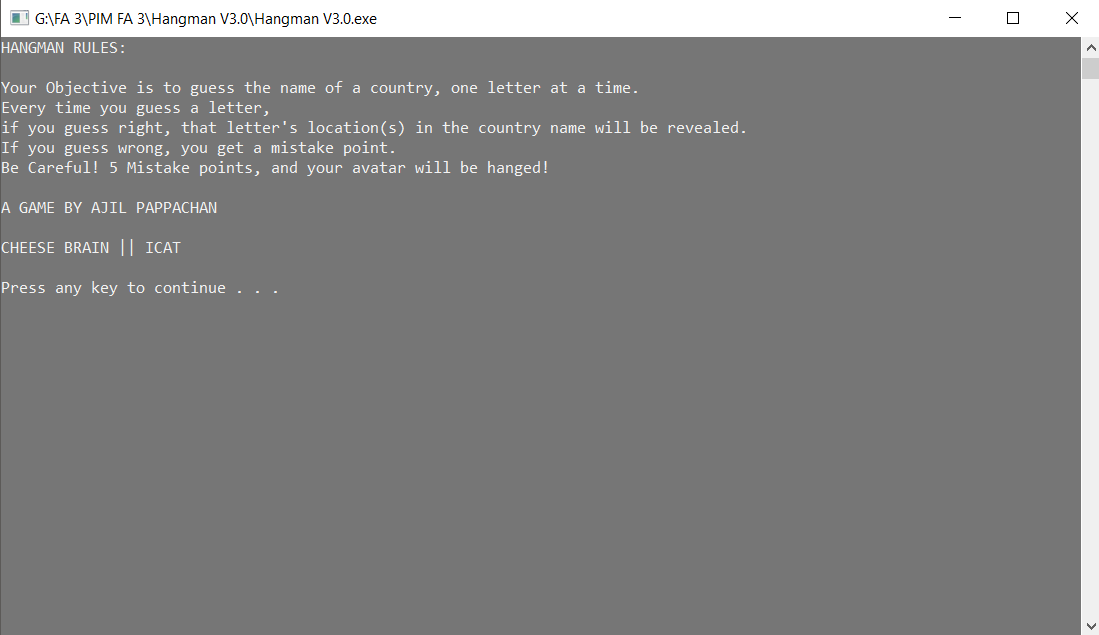 G:\FA 3\PIM FA 3\Hangman V3.0\Hangman V3.0.exe
HANGMAN RULES:
Your Objective is to guess the name of a country, one letter at a time.
Every time you guess a letter,
if you guess right, that letter's location(s) in the country name will be revealed.
If you guess wrong, you get a mistake point.
Be Careful! 5 Mistake points, and your avatar will be hanged!
A GAME BY AJIL PAPPACHAN
CHEESE BRAIN || ICAT
Press any key to continue . . .